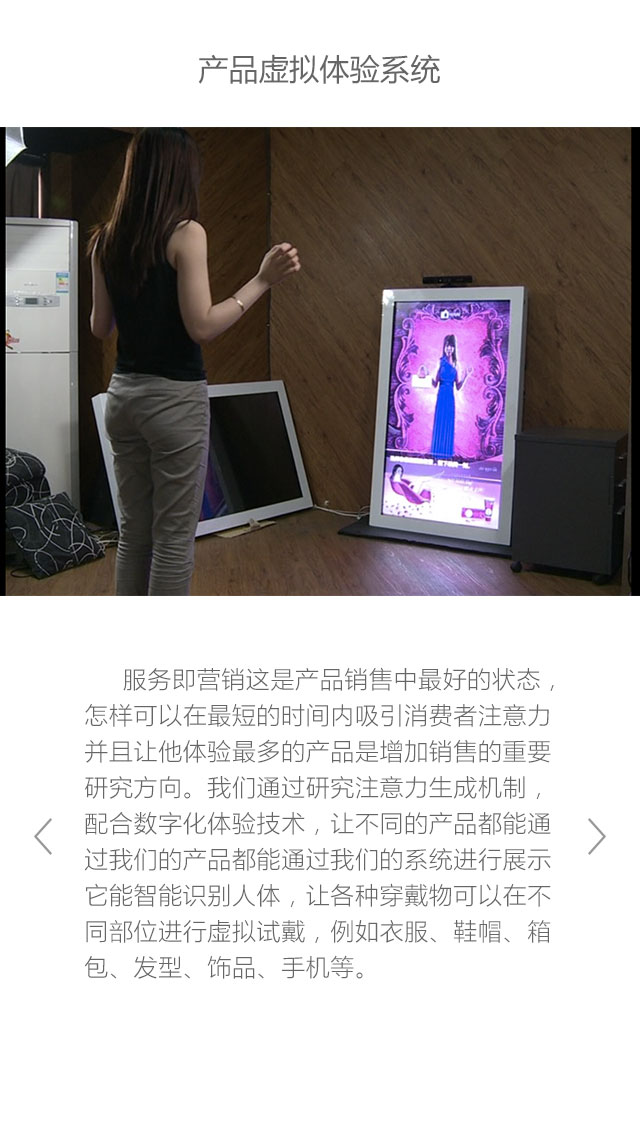 产品虚拟体验系统
服务即营销这是产品销售中最好的状态，
怎样可以在最短的时间内吸引消费者注意力
并且让他体验最多的产品是增加销售的重要
研究方向。我们通过研究注意力生成机制，
配合数字化体验技术，让不同的产品都能通
过我们的产品都能通过我们的系统进行展示
它能智能识别人体，让各种穿戴物可以在不
同部位进行虚拟试戴，例如衣服、鞋帽、箱
包、发型、饰品、手机等。